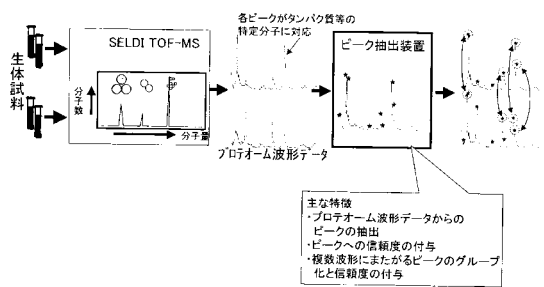 生体試料
SELDI TOF-MS
分子数
分子量
各ピークがタンパク質等の
特定分子に対応
プロテオーム波形データ
ピーク抽出装置
主な特徴
・プロテオーム波形データからの
ピークの抽出
・ピークへの信頼度の付与
・複数波形にまたがるピークのグループ
化と信頼度の付与